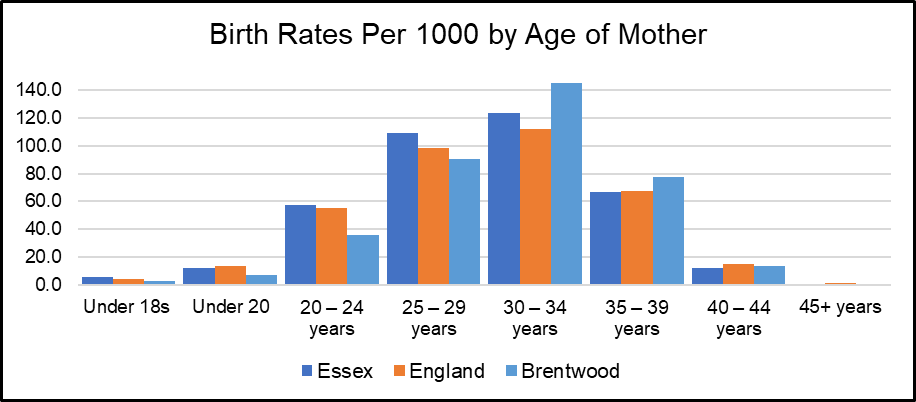 Birth Rates Per 1000 by Age of Mother
140.0
120.0
100.0
80.0
60.0
40.0
20.0
0.0
Under 18s Under 20 20 – 24 25 – 29 30 – 34 35 – 39 40 – 44 45+ years
years years years years years
Essex England Brentwood